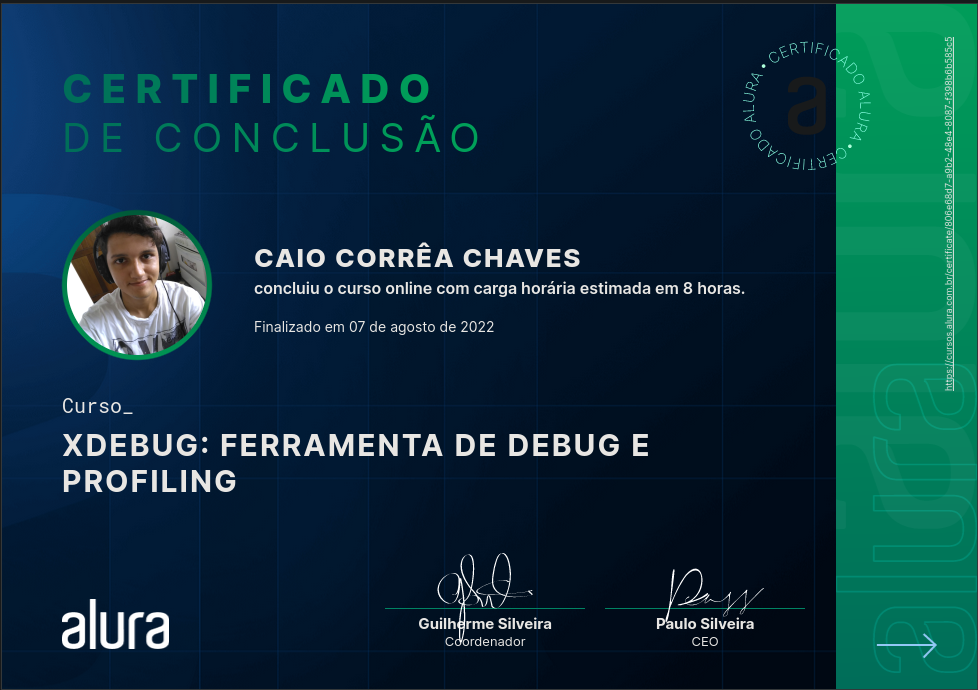 CERTIFICADO
DE CONCLUSÃO
CERTIFICADO ALURA • CERTIFICADO ALURA •
a
CAIO CORRÊA CHAVES
concluiu o curso online com carga horária estimada em 8 horas.
Finalizado em 07 de agosto de 2022
Curso_
XDEBUG: FERRAMENTA DE DEBUG E
PROFILING
alura
Guilherme Silveira
Coordenador
Paulo Silveira
CEO
https://cursos.alura.com.br/certificate/806e68d7-a9b2-48e4-8087-f398b6b585c5
alura